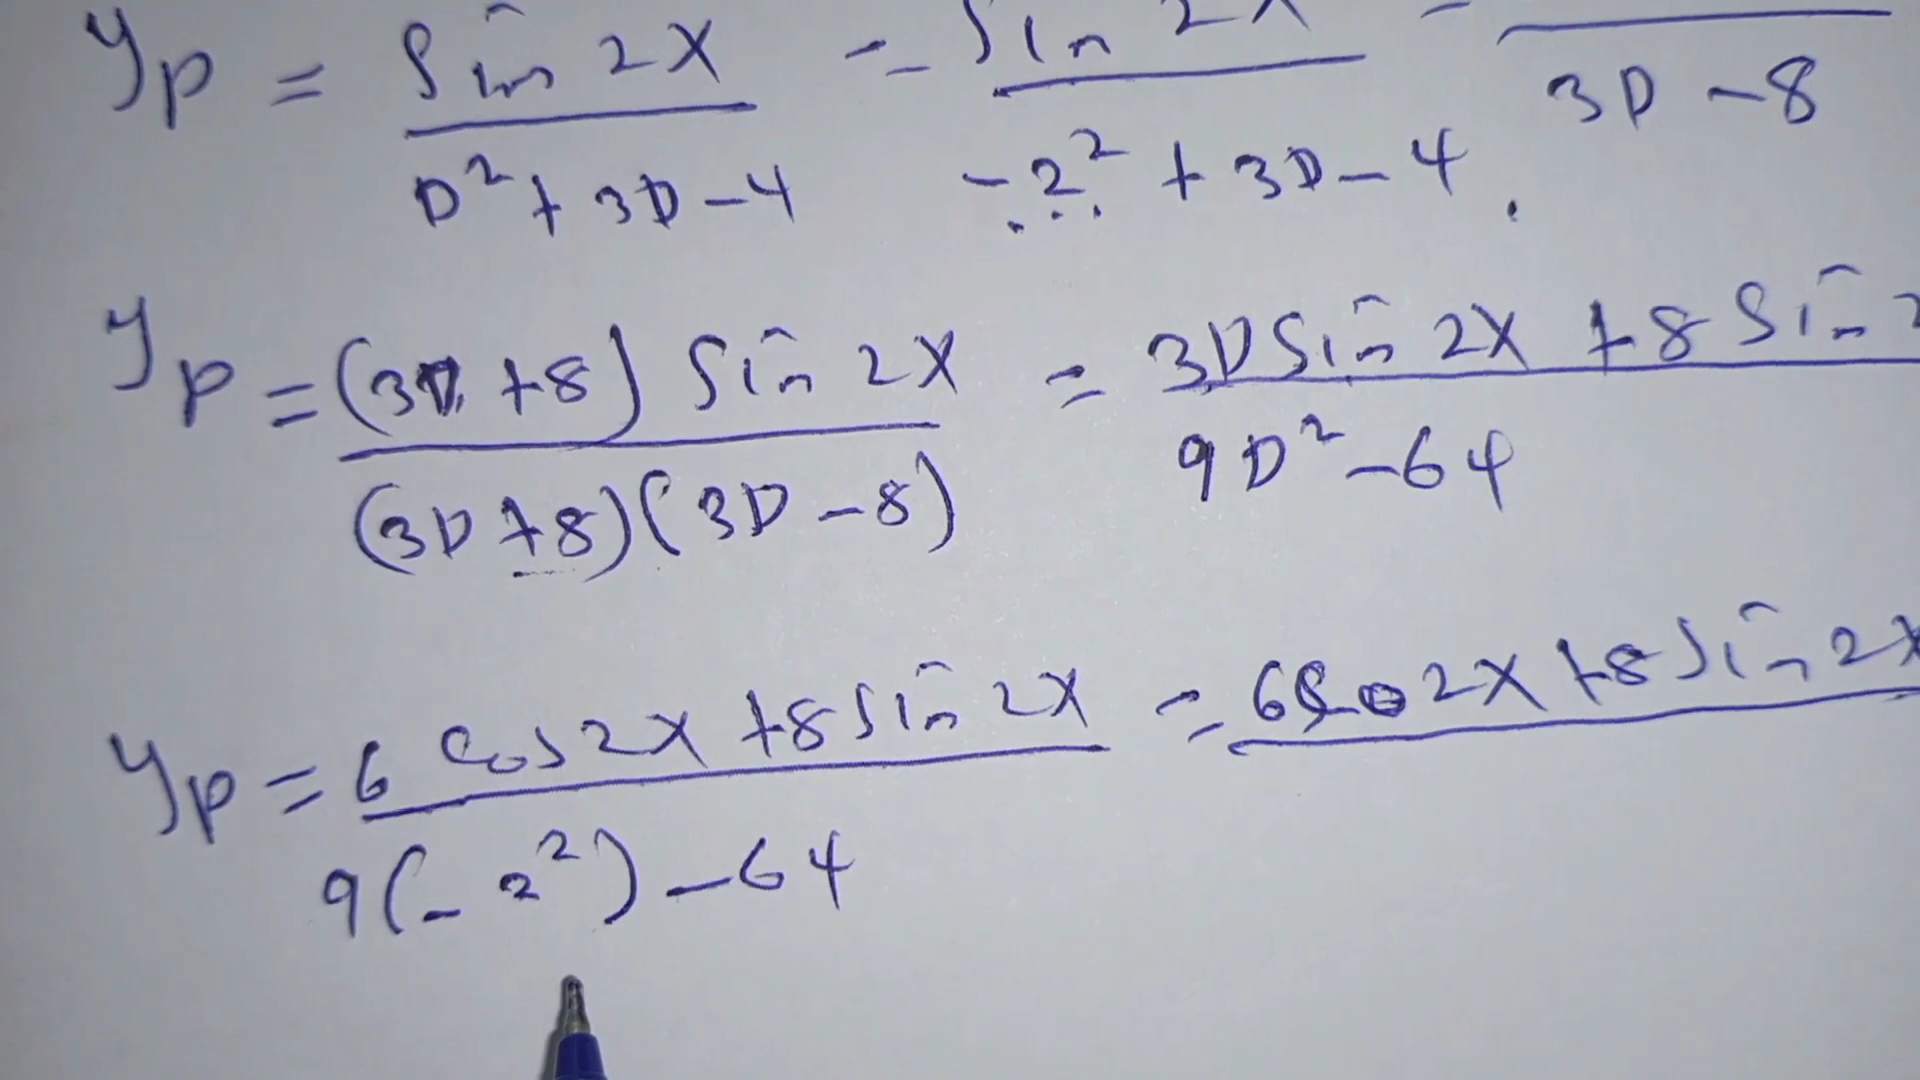 yp = Sin 2x / D² + 3D - 4 = Sin 2x / -2² + 3D - 4 = / 3D - 8
yp = (3D + 8) Sin 2x / (3D + 8)(3D - 8) = 3D Sin 2x + 8 Sin 2 / 9D² - 64
yp = 6 Cos 2x + 8 Sin 2x / 9(-2²) - 64 = 6 Cos 2x + 8 Sin 2x